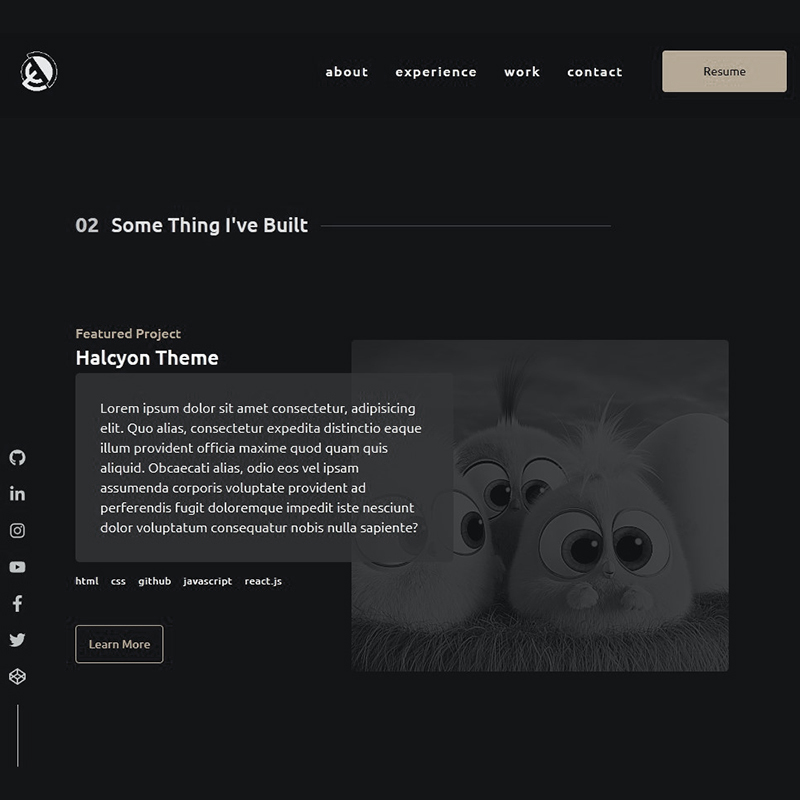 about experience work contact Resume
02 Some Thing I've Built
Featured Project
Halcyon Theme
Lorem ipsum dolor sit amet consectetur, adipisicing
elit. Quo alias, consectetur expedita distinctio eaque
illum provident officia maxime quod quam quis
aliquid. Obcaecati alias, odio eos vel ipsam
assumenda corporis voluptate provident ad
perferendis fugit doloremque impedit iste nesciunt
dolor voluptatum consequatur nobis nulla sapiente?
html css github javascript react.js
Learn More